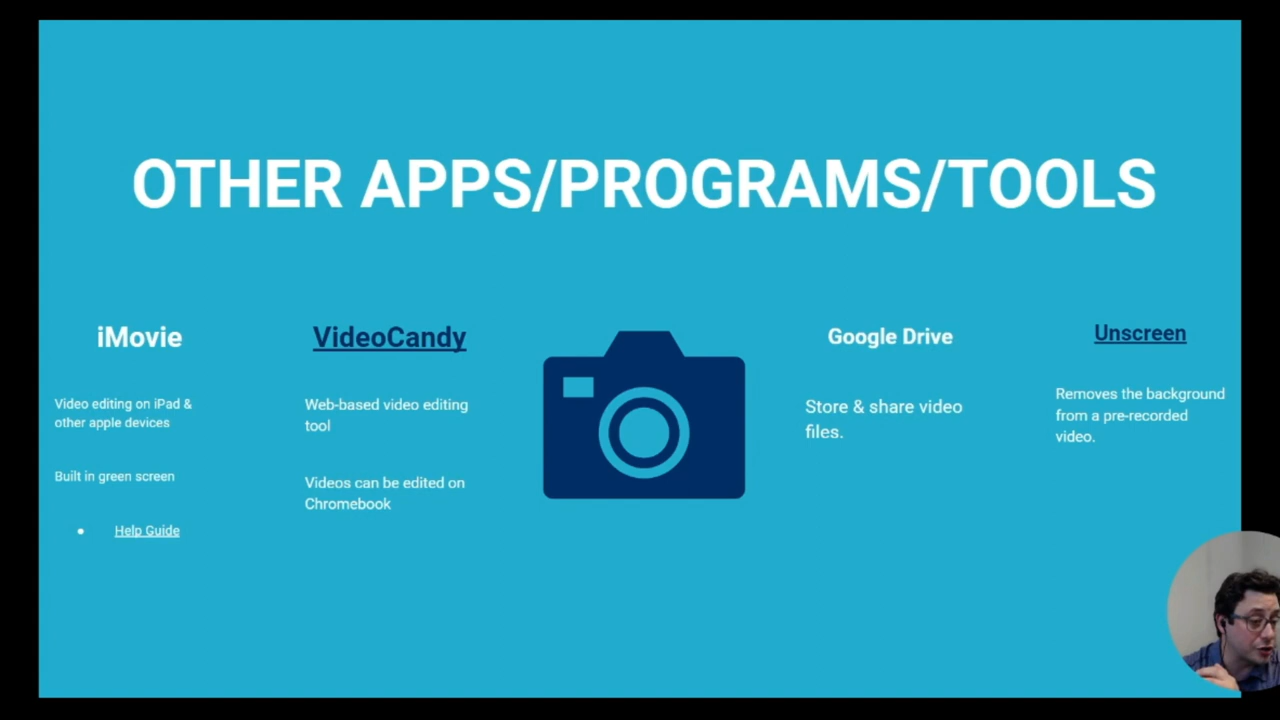 OTHER APPS/PROGRAMS/TOOLS
iMovie
Video editing on iPad &
other apple devices
Built in green screen
Help Guide
VideoCandy
Web-based video editing
tool
Videos can be edited on
Chromebook
Google Drive
Store & share video
files.
Unscreen
Removes the background
from a pre-recorded
video.